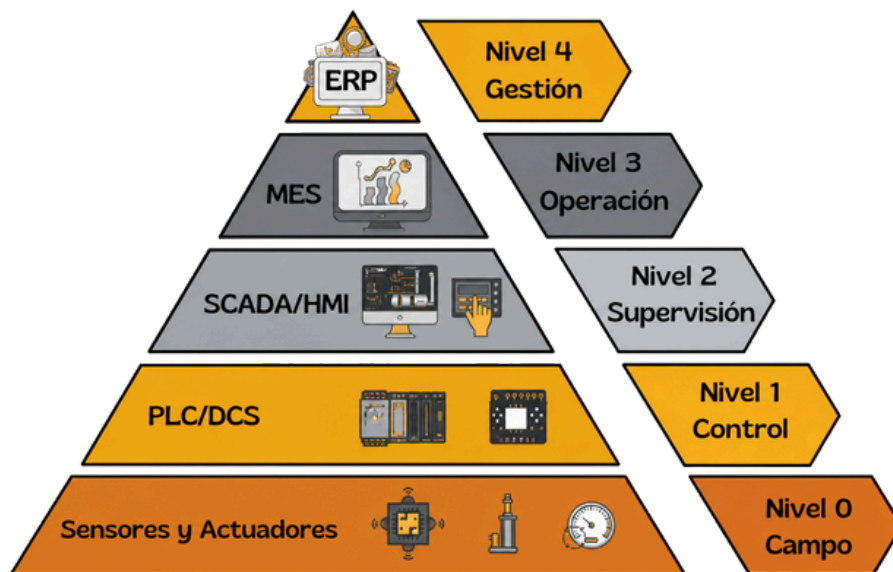 ERP
Nivel 4
Gestión
MES
Nivel 3
Operación
SCADA/HMI
Nivel 2
Supervisión
PLC/DCS
Nivel 1
Control
Sensores y Actuadores
Nivel 0
Campo